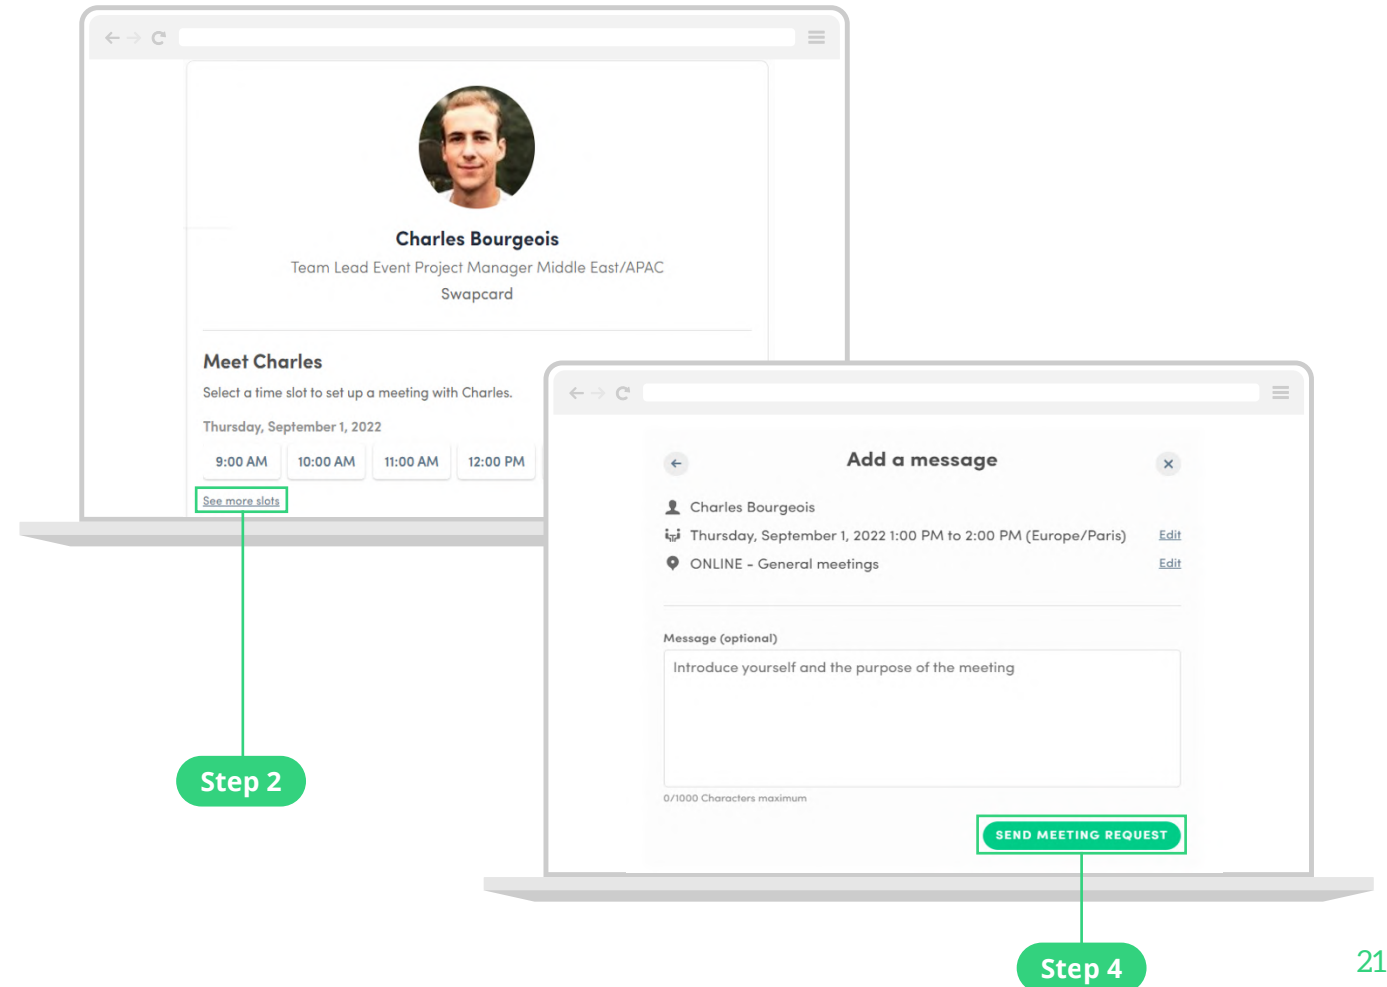 Charles Bourgeois
Team Lead Event Project Manager Middle East/APAC
Swapcard
Meet Charles
Select a time slot to set up a meeting with Charles.
Thursday, September 1, 2022
9:00 AM 10:00 AM 11:00 AM 12:00 PM
See more slots
Step 2
Add a message
Charles Bourgeois
Thursday, September 1, 2022 1:00 PM to 2:00 PM (Europe/Paris) Edit
ONLINE - General meetings Edit
Message (optional)
Introduce yourself and the purpose of the meeting
0/1000 Characters maximum
SEND MEETING REQUEST
Step 4
21